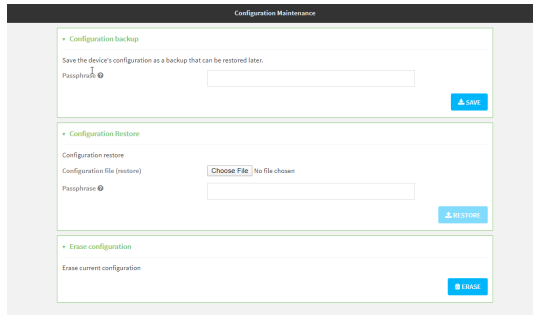 Configuration Maintenance
Configuration backup
Save the device's configuration as a backup that can be restored later.
Passphrase
SAVE
Configuration Restore
Configuration restore
Configuration file (restore) Choose File No file chosen
Passphrase
RESTORE
Erase configuration
Erase current configuration
ERASE